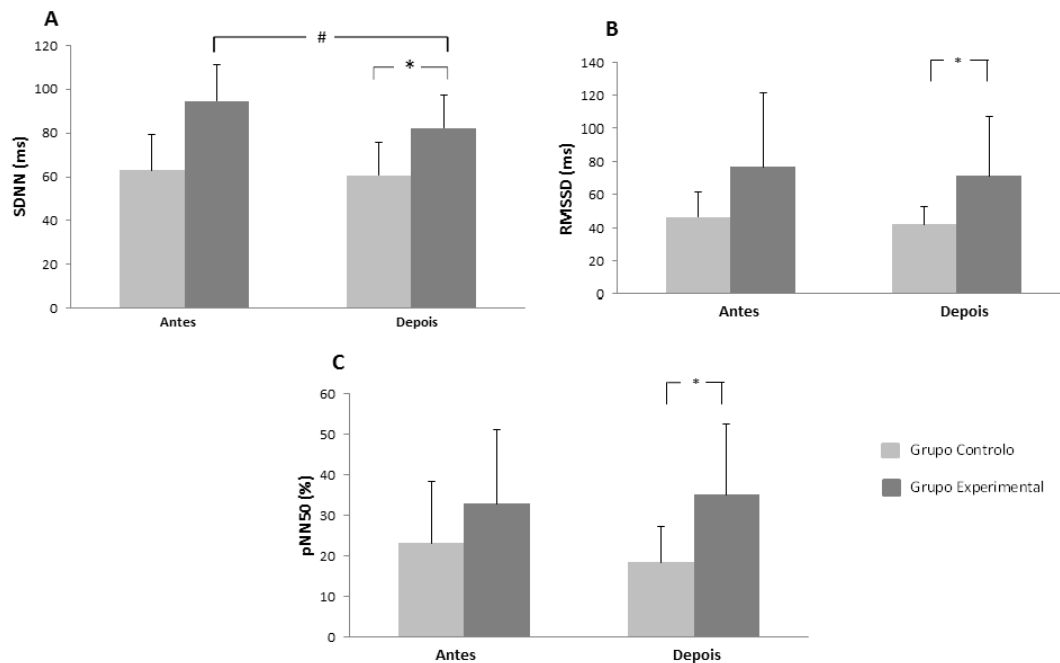 A
#
*
120
100
80
60
40
20
0
SDNN (ms)
Antes
Depois
B
*
140
120
100
80
60
40
20
0
RMSSD (ms)
Antes
Depois
C
*
60
50
40
30
20
10
0
pNN50 (%)
Antes
Depois
Grupo Controlo
Grupo Experimental